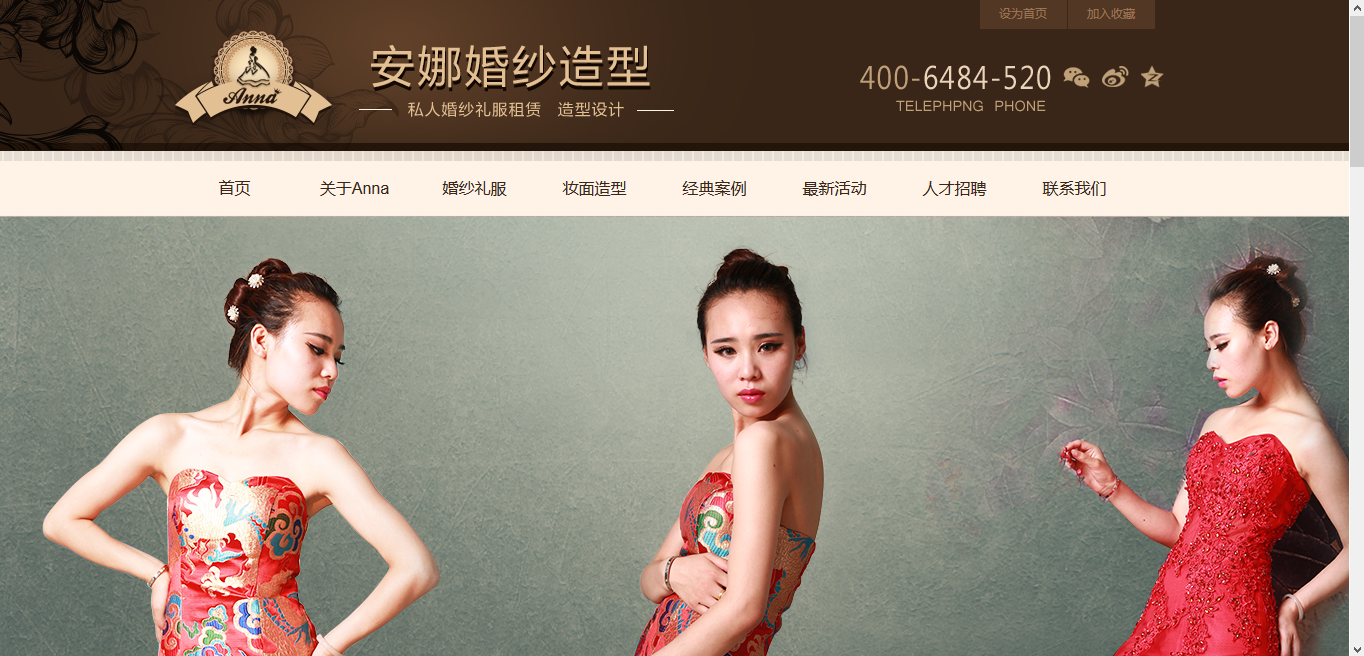 设为首页 加入收藏
Anna
安娜婚纱造型
私人婚纱礼服租赁 造型设计
400-6484-520
TELEPHPNG PHONE
首页 关于Anna 婚纱礼服 妆面造型 经典案例 最新活动 人才招聘 联系我们